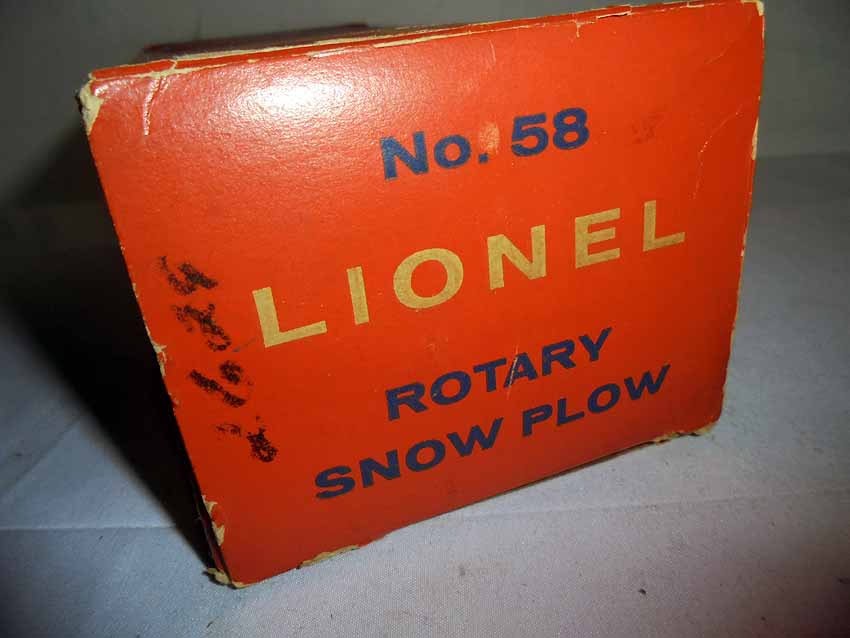 No. 58
LIONEL
ROTARY
SNOW PLOW